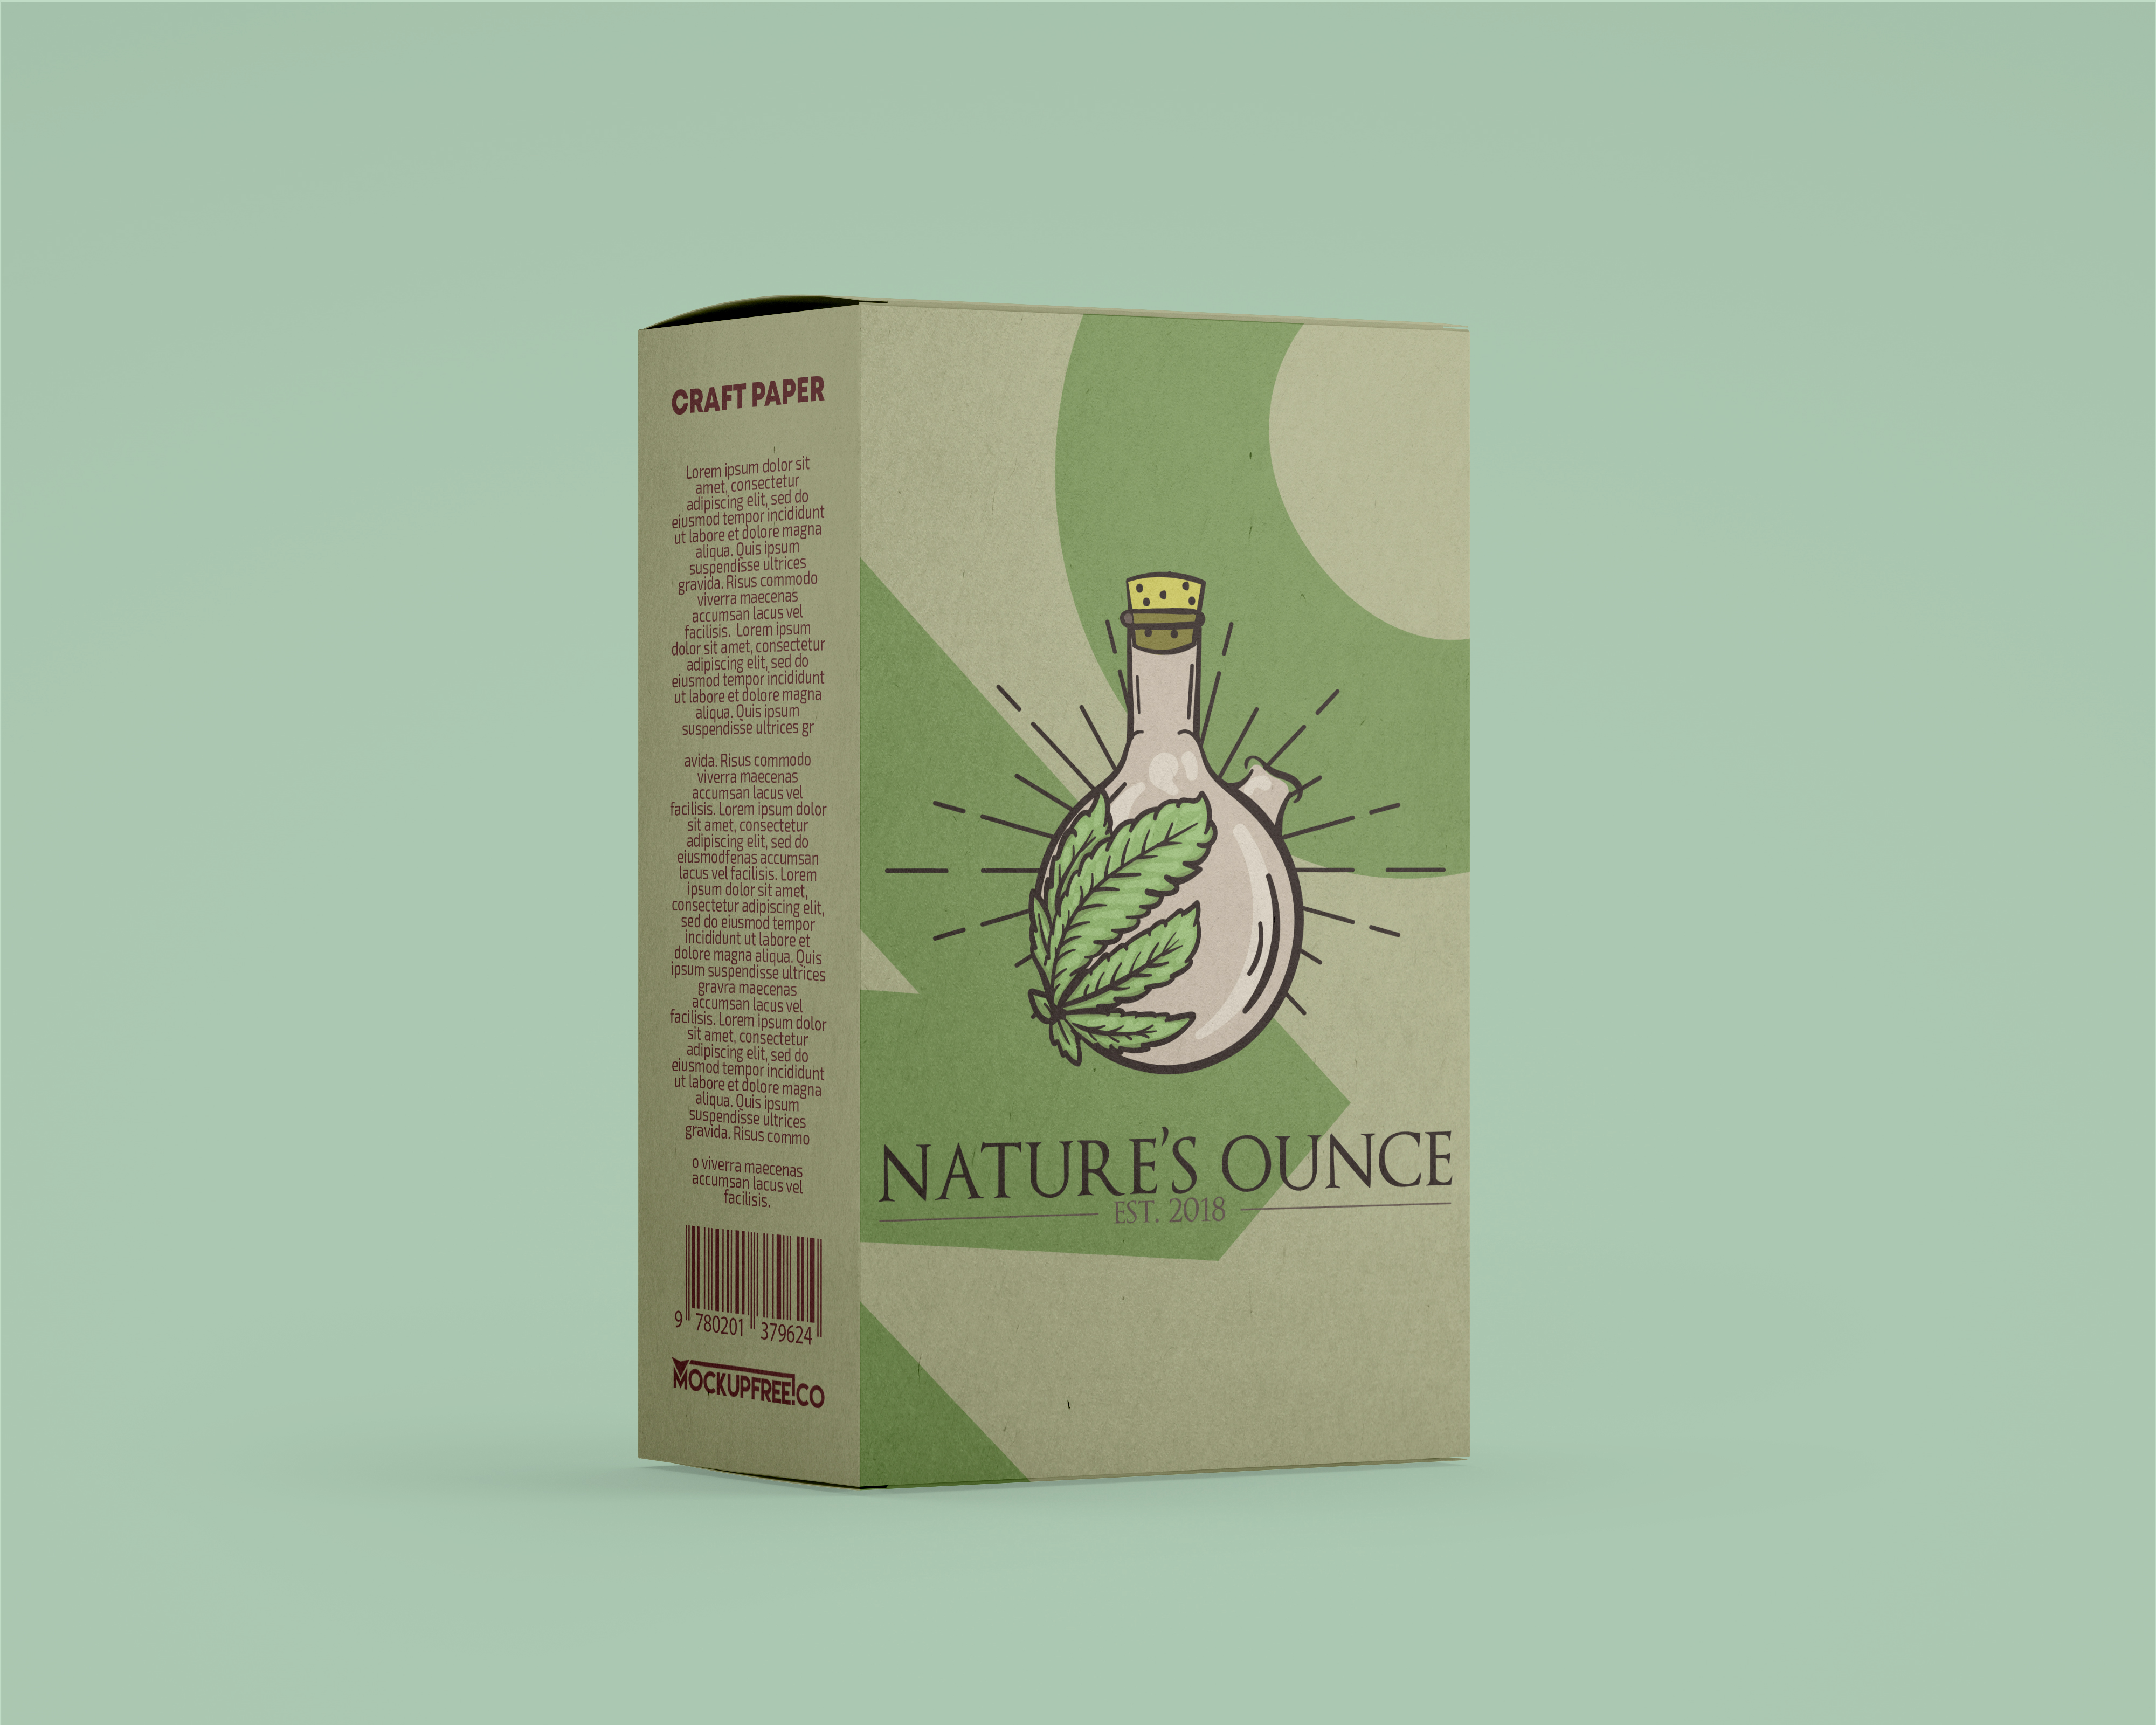 CRAFT PAPER
Lorem ipsum dolor sit
amet, consectetur
adipiscing elit, sed do
eiusmod tempor incididunt
ut labore et dolore magna
aliqua. Quis ipsum
suspendisse ultrices
gravida. Risus commodo
viverra maecenas
accumsan lacus vel
facilisis. Lorem ipsum
dolor sit amet, consectetur
adipiscing elit, sed do
eiusmod tempor incididunt
ut labore et dolore magna
aliqua. Quis ipsum
suspendisse ultrices gr
avida. Risus commodo
viverra maecenas
accumsan lacus vel
facilisis. Lorem ipsum dolor
sit amet, consectetur
adipiscing elit, sed do
eiusmodfenas accumsan
lacus vel facilisis. Lorem
ipsum dolor sit amet,
consectetur adipiscing elit,
sed do eiusmod tempor
incididunt ut labore et
dolore magna aliqua. Quis
ipsum suspendisse ultrices
gravra maecenas
accumsan lacus vel
facilisis. Lorem ipsum dolor
sit amet, consectetur
adipiscing elit, sed do
eiusmod tempor incididunt
ut labore et dolore magna
aliqua. Quis ipsum
suspendisse ultrices
gravida. Risus commo
o viverra maecenas
accumsan lacus vel
facilisis.
9 780201 379624
MOCKUPFREE.CO
NATURE'S OUNCE
EST. 2018